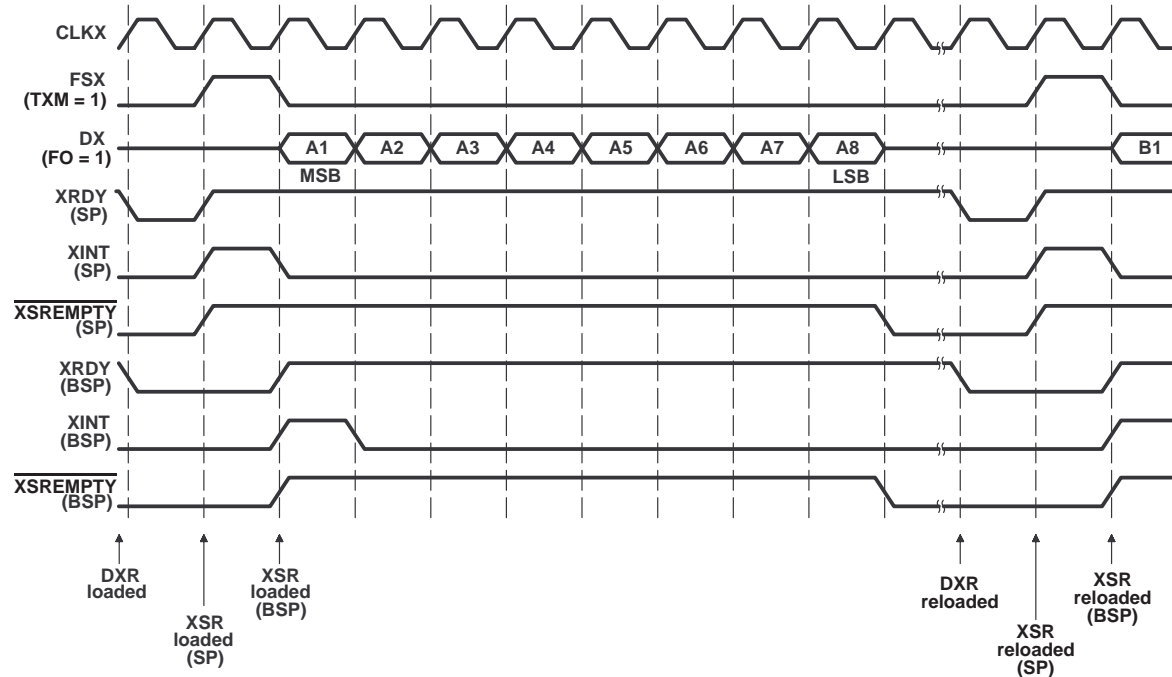 CLKX
FSX
(TXM = 1)
DX
(FO = 1)
A1
A2
A3
A4
A5
A6
A7
A8
B1
MSB
LSB
XRDY
(SP)
XINT
(SP)
XSREMPTY
(SP)
XRDY
(BSP)
XINT
(BSP)
XSREMPTY
(BSP)
DXR
loaded
XSR
loaded
(SP)
XSR
loaded
(BSP)
DXR
reloaded
XSR
reloaded
(SP)
XSR
reloaded
(BSP)